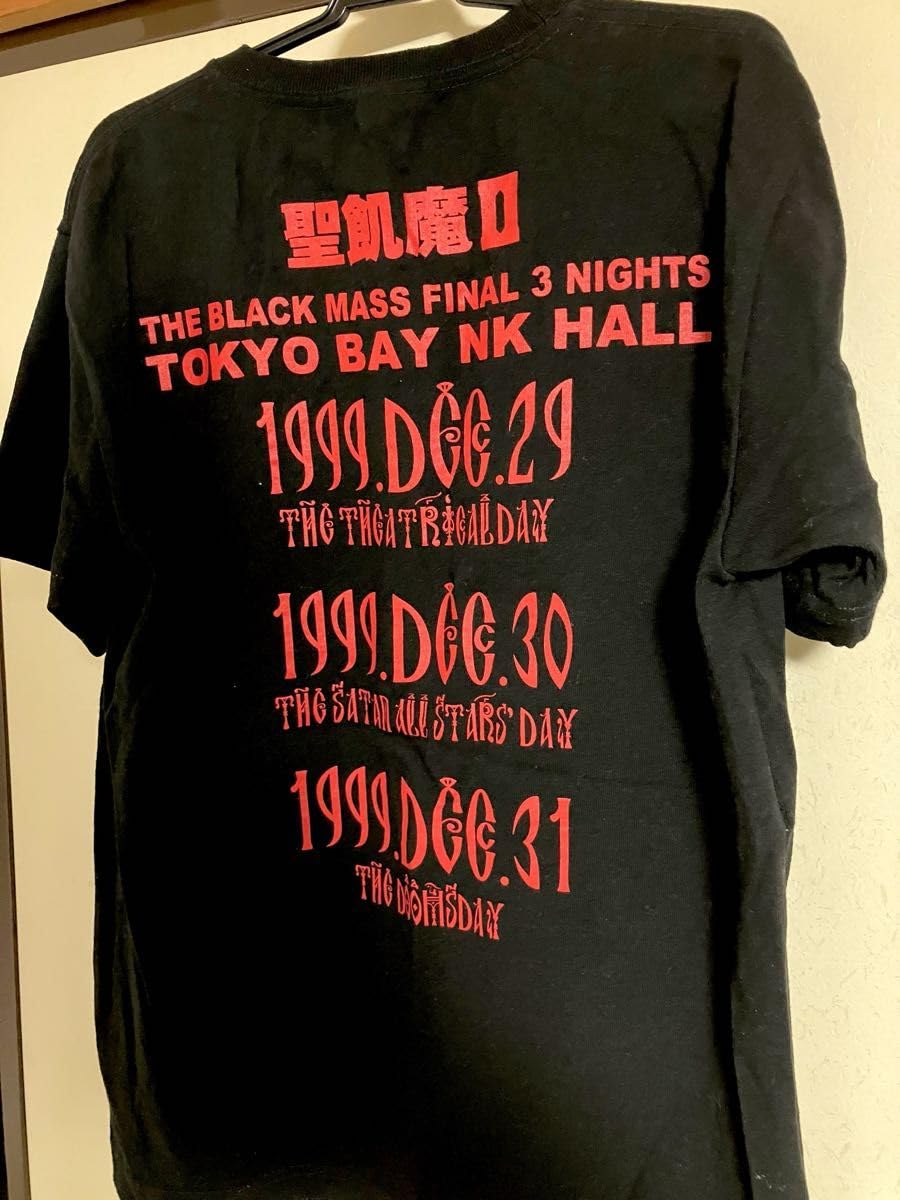 聖飢魔II
THE BLACK MASS FINAL 3 NIGHTS
TOKYO BAY NK HALL
1999.DEC.29
THE THEATRICAL DAY
1999.DEC.30
THE SATAN ALL STARS' DAY
1999.DEC.31
THE DOOMSDAY